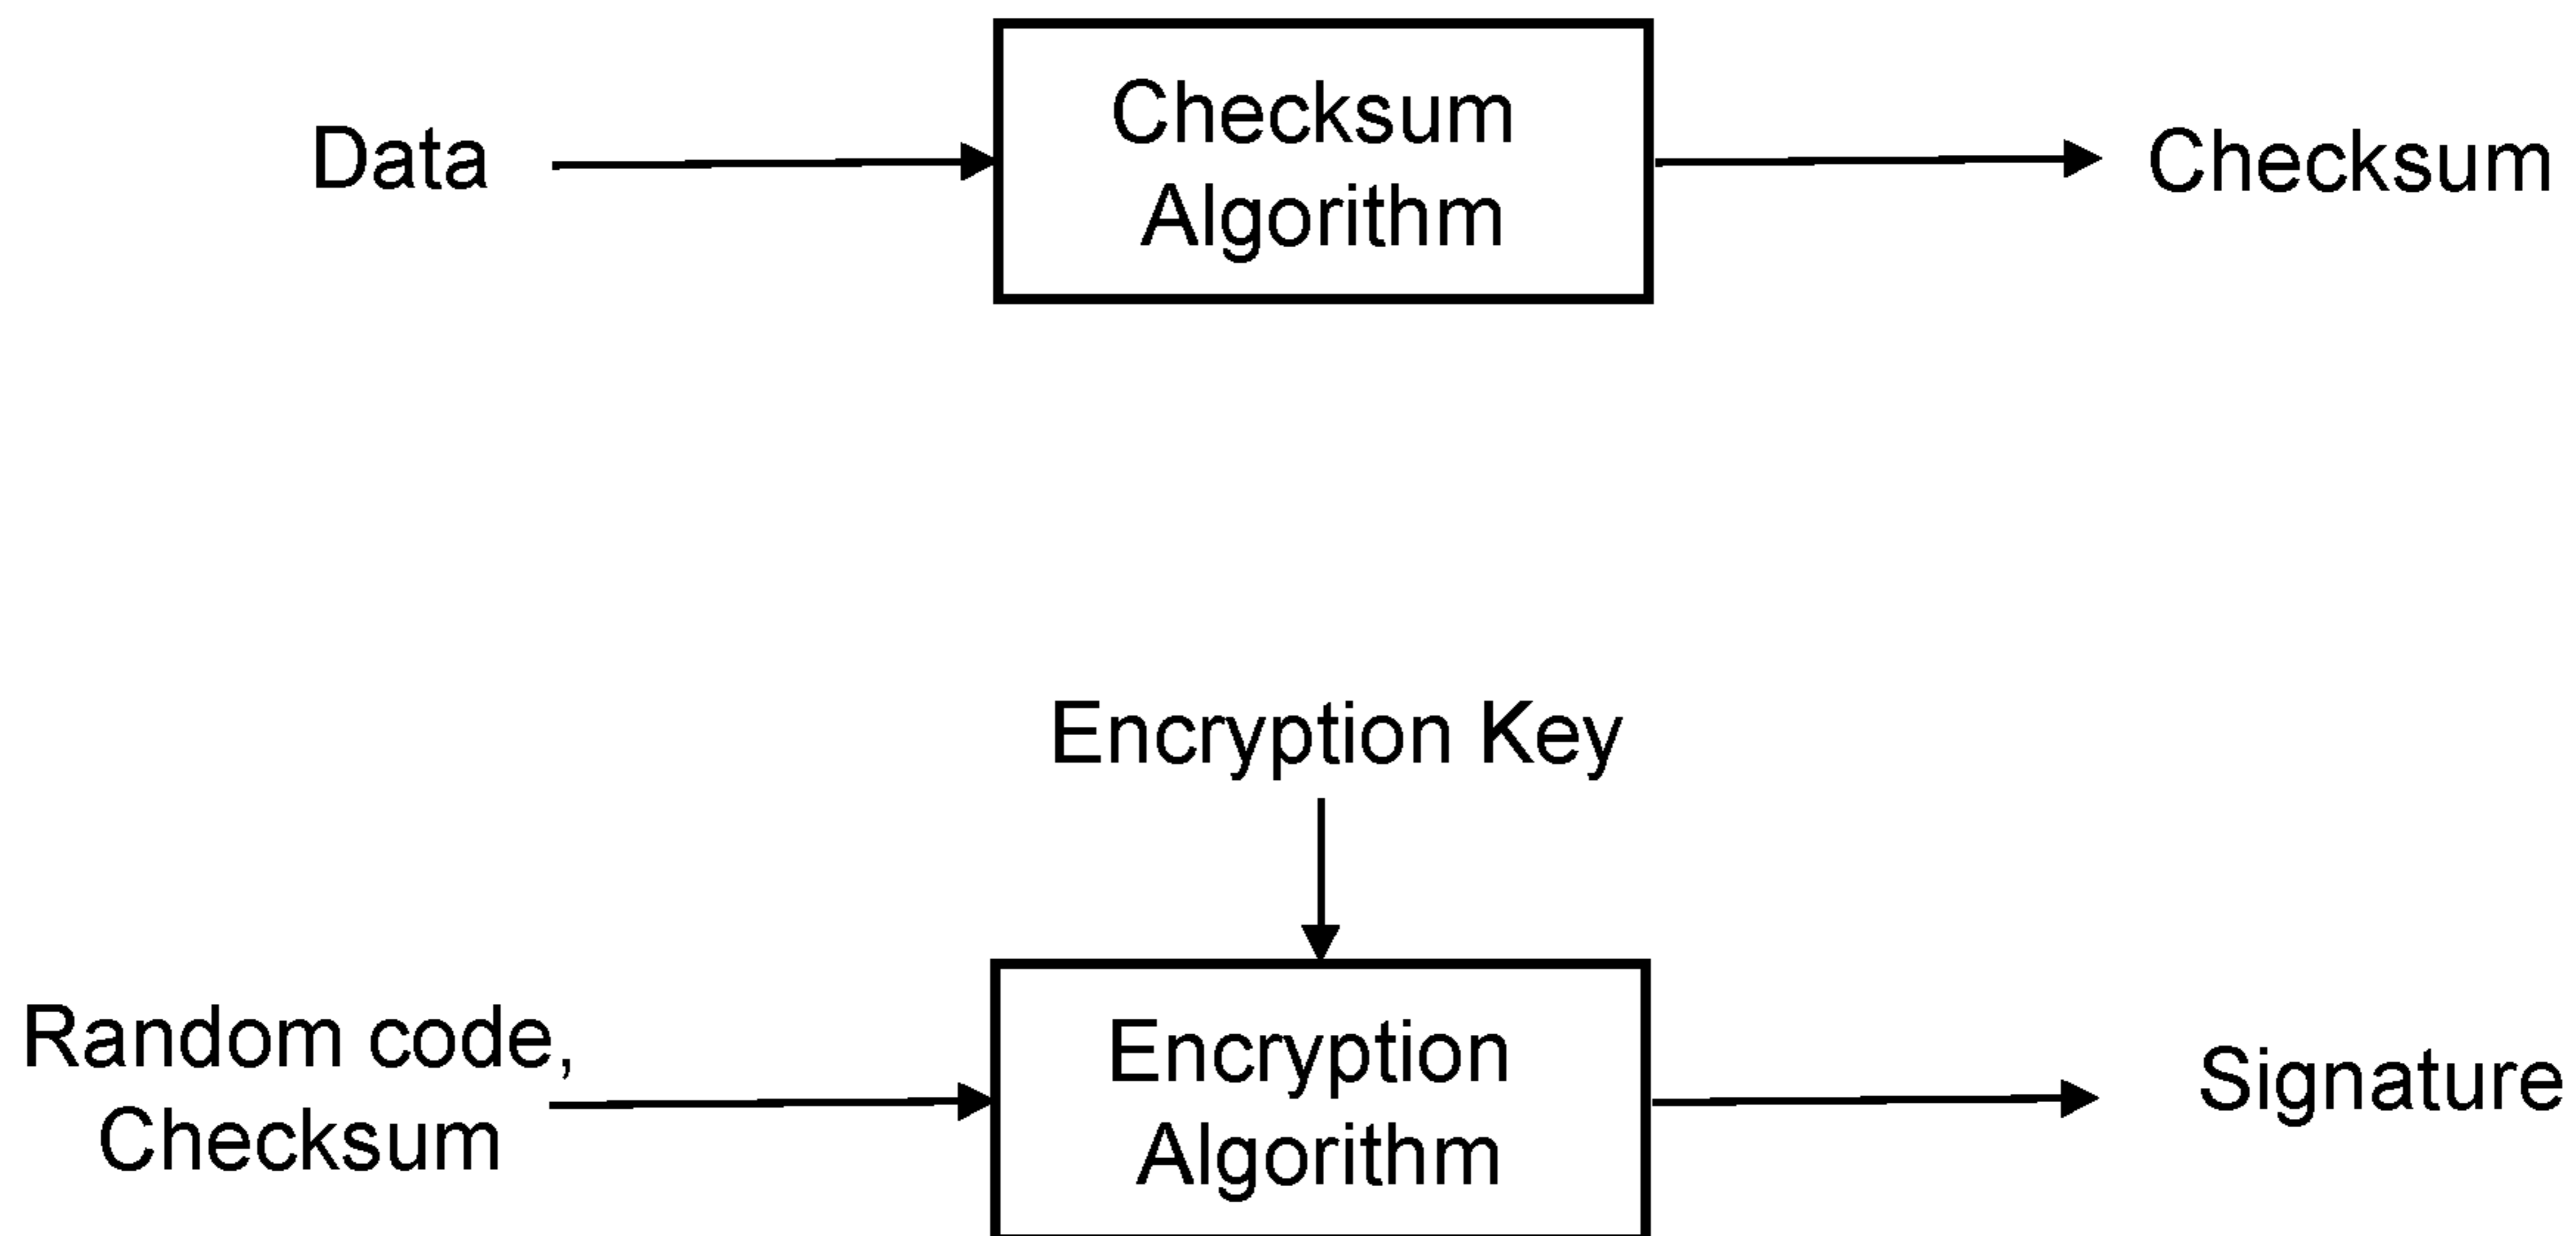 Data
Checksum
Algorithm
Checksum
Encryption Key
Random code,
Checksum
Encryption
Algorithm
Signature